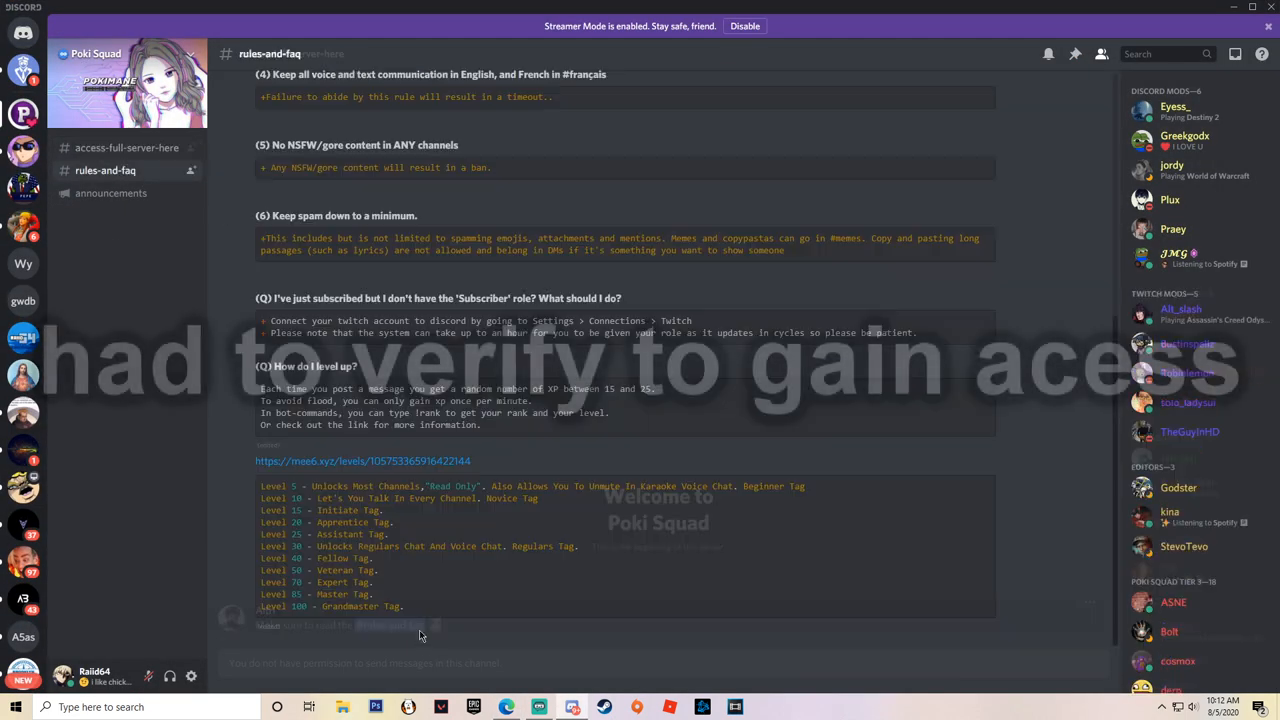 DISCORD
Streamer Mode is enabled. Stay safe, friend.
Disable
Poki Squad
POKIMANE
# rules-and-faq
-server-here
Search
# access-full-server-here
# rules-and-faq
announcements
(4) Keep all voice and text communication in English, and French in #français
+Failure to abide by this rule will result in a timeout..
(5) No NSFW/gore content in ANY channels
+ Any NSFW/gore content will result in a ban.
(6) Keep spam down to a minimum.
+This includes but is not limited to spamming emojis, attachments and mentions. Memes and copypastas can go in #memes. Copy and pasting long
passages (such as lyrics) are not allowed and belong in DMs if it's something you want to show someone
(Q) I've just subscribed but I don't have the 'Subscriber' role? What should I do?
+ Connect your twitch account to discord by going to Settings > Connections > Twitch
+ Please note that the system can take up to an hour for you to be given your role as it updates in cycles so please be patient.
had to verify to gain acess
(Q) How do I level up?
Each time you post a message you get a random number of XP between 15 and 25.
To avoid flood, you can only gain xp once per minute.
In bot-commands, you can type !rank to get your rank and your level.
Or check out the link for more information.
https://mee6.xyz/levels/105753365916422144
Level 5 - Unlocks Most Channels,"Read Only". Also Allows You To Unmute In Karaoke Voice Chat. Beginner Tag
Level 10 - Let's You Talk In Every Channel. Novice Tag
Level 15 - Initiate Tag.
Level 20 - Apprentice Tag.
Level 25 - Assistant Tag.
Level 30 - Unlocks Regulars Chat And Voice Chat. Regulars Tag.
Level 40 - Fellow Tag.
Level 50 - Veteran Tag.
Level 70 - Expert Tag.
Level 85 - Master Tag.
Level 100 - Grandmaster Tag.
Welcome to
Poki Squad
sure to read the
You do not have permission to send messages in this channel.
DISCORD MODS—6
Eyess_
Playing Destiny 2
Greekgodx
I LOVE U
jordy
Playing World of Warcraft
Plux
Praey
JMG
Listening to Spotify
TWITCH MODS—5
Alt_slash
Playing Assassin's Creed Odys...
Bustinspellz
Robinlemon
solo_ladysui
TheGuyInHD
EDITORS—3
Godster
kina
Listening to Spotify
StevoTevo
POKI SQUAD TIER 3—18
ASNE
Bolt
cosmox
derp
1
PEPE
6
Wy
gwdb
1
37
97
43
A5as
NEW
Raiid64
i like chick...
Type here to search
10:12 AM
8/5/2020
2